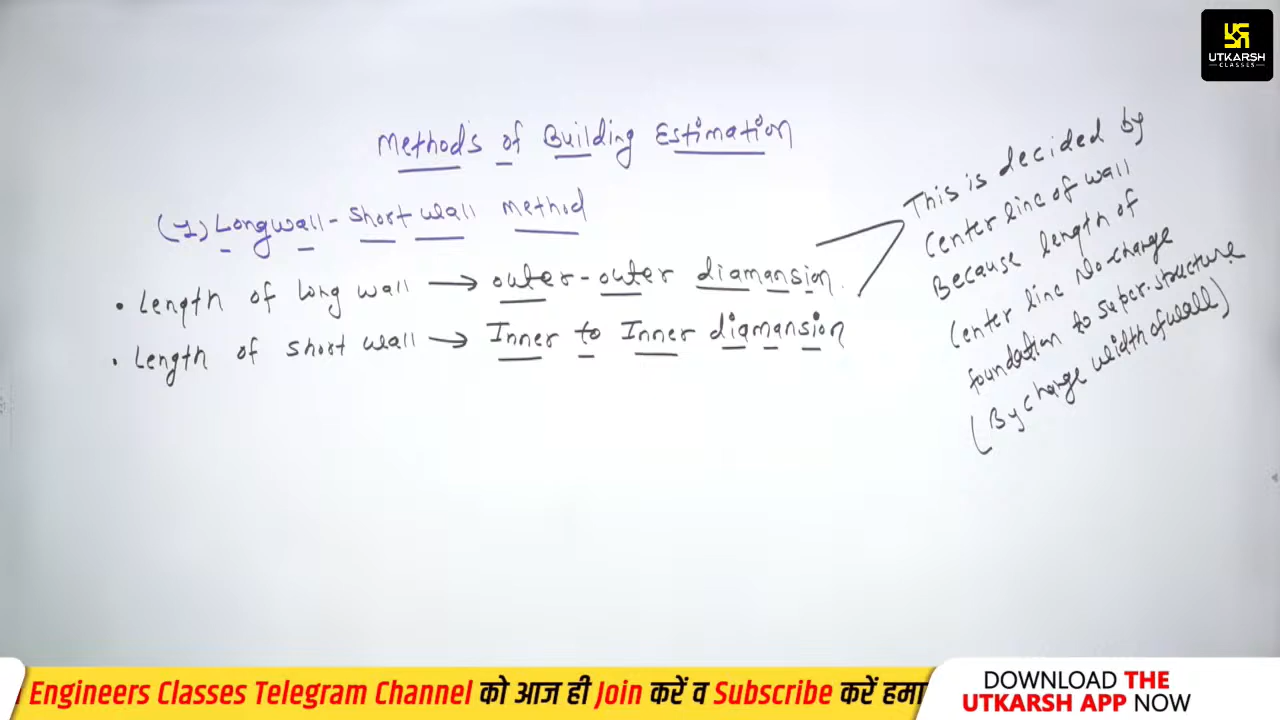 UTKARSH
CLASSES
Methods of Building Estimation
(1) Longwall-short wall Method
• Length of long wall → outer-outer diamansion.
• Length of short wall → Inner to Inner diamansion
This is decided by
Center line of wall
Because length of
Center line No-change
foundation to super-structure
(By change width of wall)
Engineers Classes Telegram Channel को आज ही Join करें व Subscribe करें हमा
DOWNLOAD THE
UTKARSH APP NOW